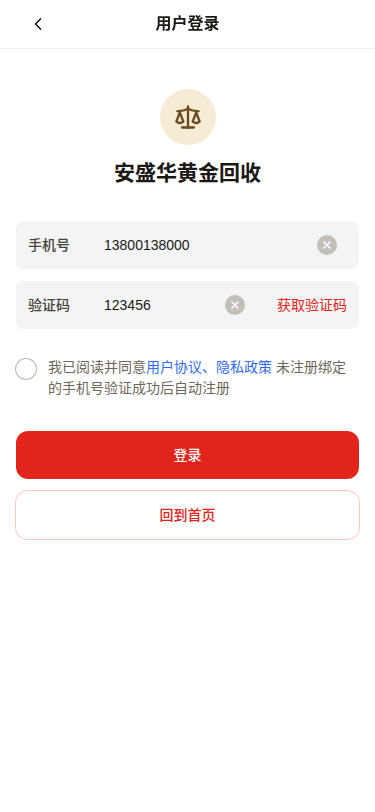 用户登录
安盛华黄金回收
手机号 13800138000
验证码 123456 获取验证码
我已阅读并同意用户协议、隐私政策 未注册绑定
的手机号验证成功后自动注册
登录
回到首页